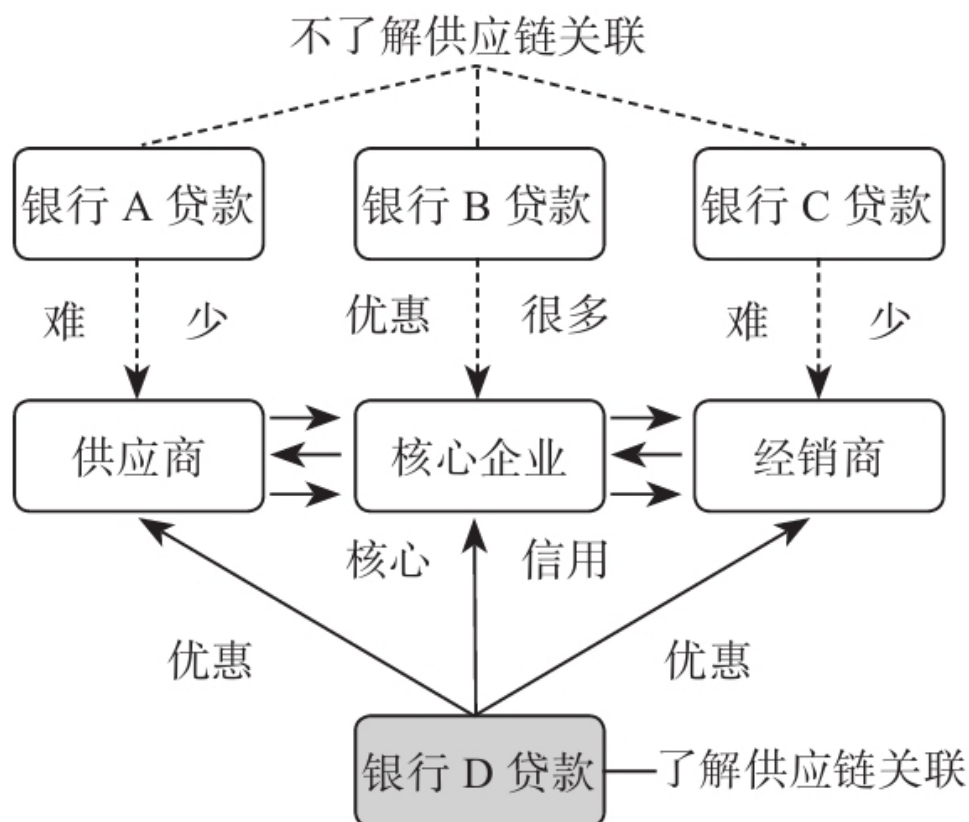 不了解供应链关联
银行 A 贷款 银行 B 贷款 银行 C 贷款
难 少 优惠 很多 难 少
供应商 核心企业 经销商
核心 信用
优惠 优惠
银行 D 贷款 了解供应链关联